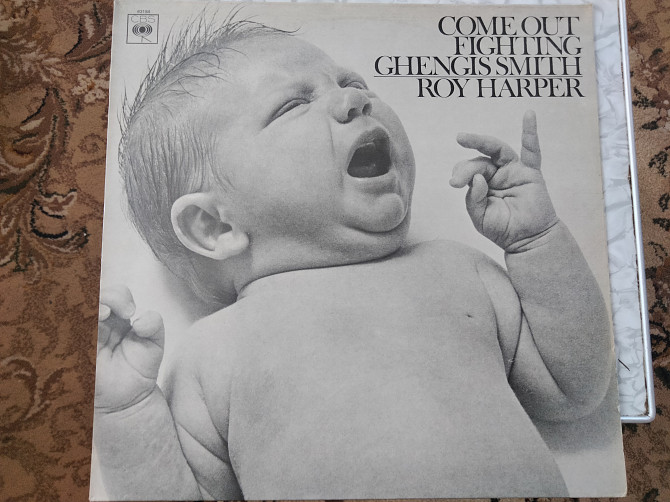 CBS
COME OUT
FIGHTING
GHENGIS SMITH
ROY HARPER